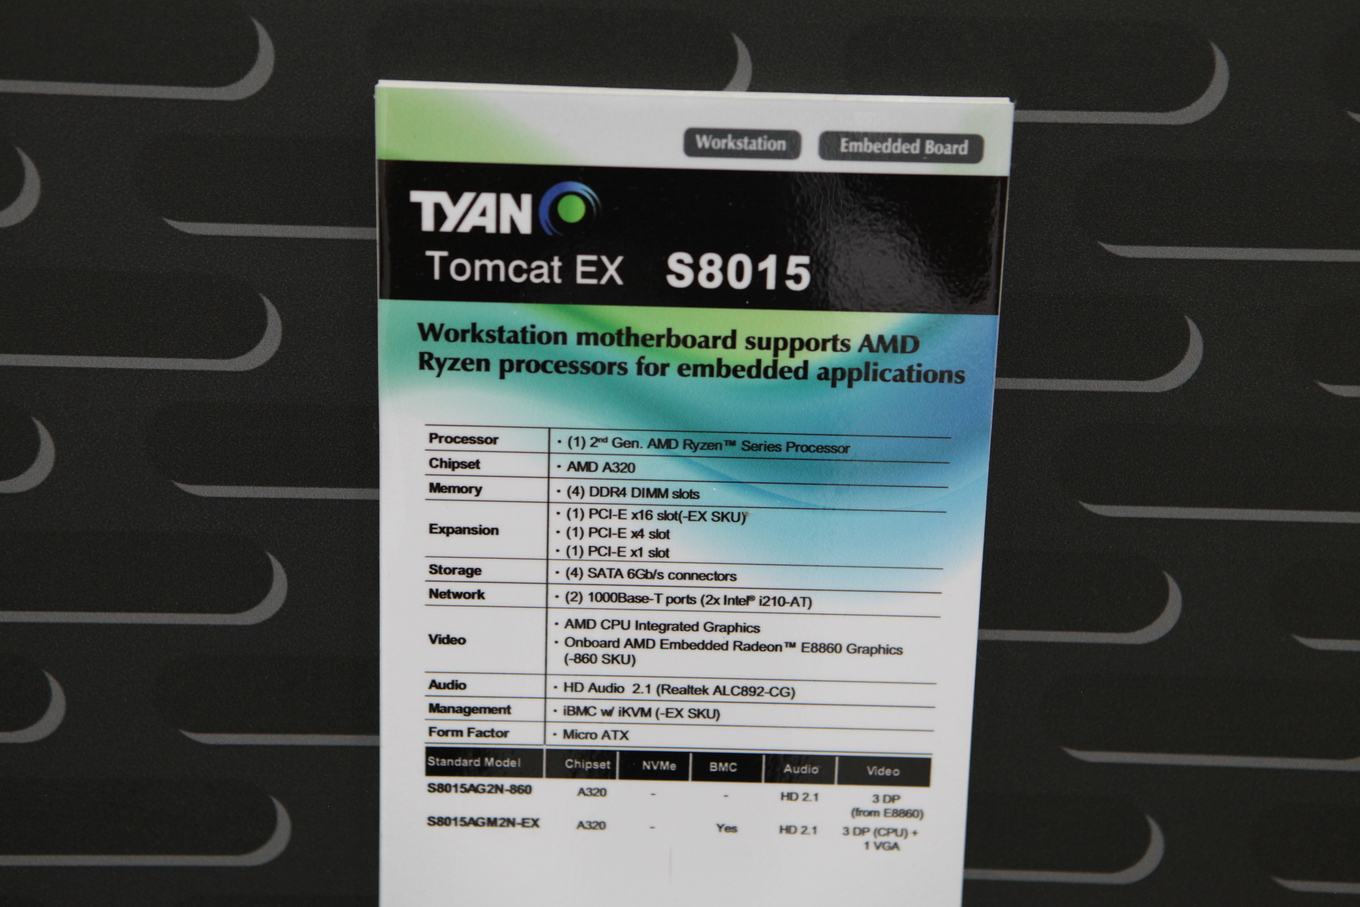 Workstation Embedded Board
TYAN
Tomcat EX S8015
Workstation motherboard supports AMD
Ryzen processors for embedded applications
Processor · (1) 2nd Gen. AMD Ryzen™ Series Processor
Chipset · AMD A320
Memory · (4) DDR4 DIMM slots
Expansion · (1) PCI-E x16 slot(-EX SKU)
· (1) PCI-E x4 slot
· (1) PCI-E x1 slot
Storage · (4) SATA 6Gb/s connectors
Network · (2) 1000Base-T ports (2x Intel® i210-AT)
Video · AMD CPU Integrated Graphics
· Onboard AMD Embedded Radeon™ E8860 Graphics
(-860 SKU)
Audio · HD Audio 2.1 (Realtek ALC892-CG)
Management · iBMC w/ iKVM (-EX SKU)
Form Factor · Micro ATX
Standard Model Chipset NVMe BMC Audio Video
S8015AG2N-860 A320 - - HD 2.1 3 DP
(from E8860)
S8015AGM2N-EX A320 - Yes HD 2.1 3 DP (CPU) +
1 VGA